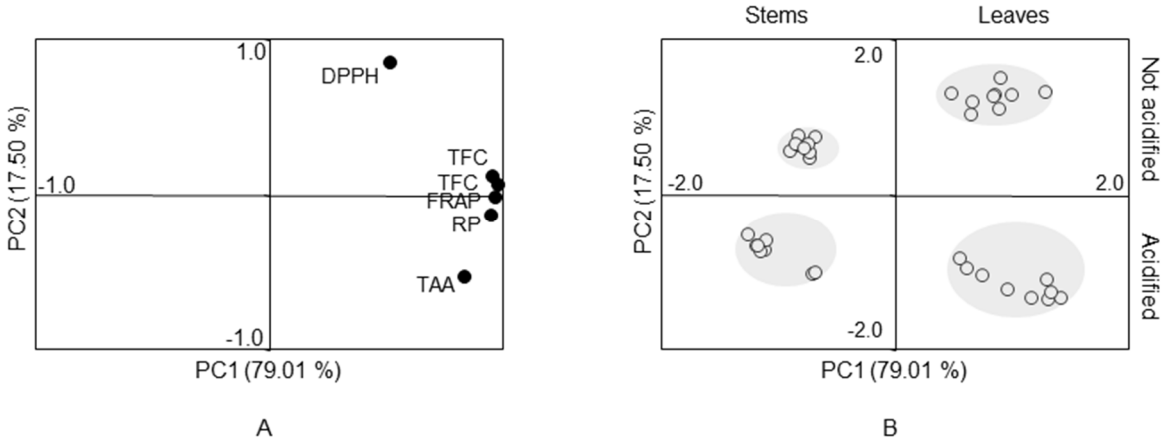 Stems Leaves
1.0
DPPH
TFC
-1.0
TFC
FRAP
RP
TAA
-1.0
PC2 (17.50 %)
PC1 (79.01 %)
A
2.0
-2.0
2.0
-2.0
PC2 (17.50 %)
PC1 (79.01 %)
Not acidified
Acidified
B